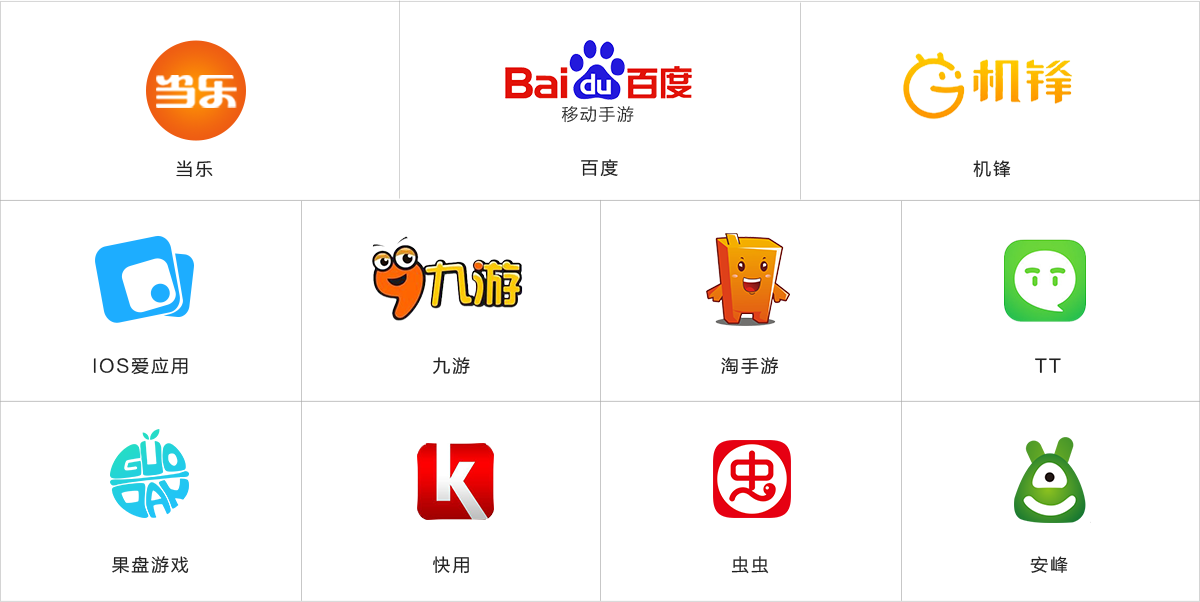 当乐
Bai du 百度
移动手游
机锋
当乐
百度
机锋
九游
IOS爱应用
九游
淘手游
TT
GUO
PAN
K
虫
果盘游戏
快用
虫虫
安峰